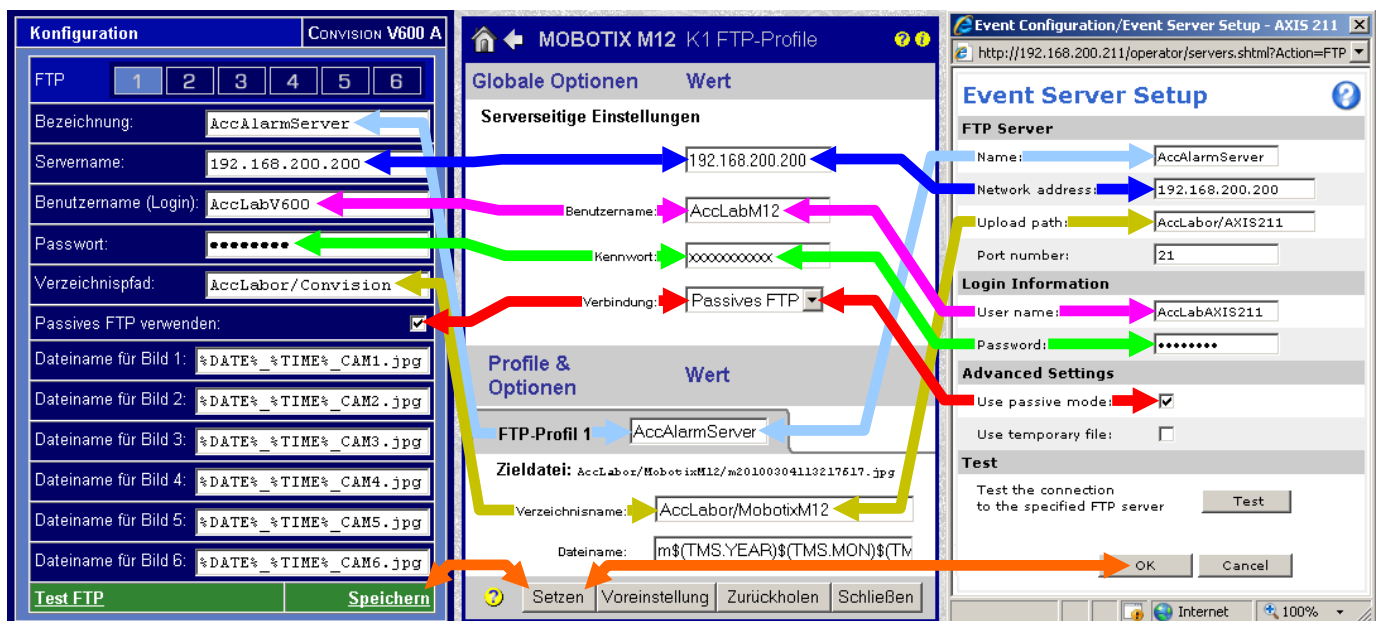 Konfiguration
CONVISION V600 A
FTP 1 2 3 4 5 6
Bezeichnung: AccAlarmServer
Servername: 192.168.200.200
Benutzername (Login): AccLabV600
Passwort: ●●●●●●●●
Verzeichnispfad: AccLabor/Convision
Passives FTP verwenden:
Dateiname für Bild 1: %DATE%_%TIME%_CAM1.jpg
Dateiname für Bild 2: %DATE%_%TIME%_CAM2.jpg
Dateiname für Bild 3: %DATE%_%TIME%_CAM3.jpg
Dateiname für Bild 4: %DATE%_%TIME%_CAM4.jpg
Dateiname für Bild 5: %DATE%_%TIME%_CAM5.jpg
Dateiname für Bild 6: %DATE%_%TIME%_CAM6.jpg
Test FTP
Speichern
MOBOTIX M12 K1 FTP-Profile
Globale Optionen Wert
Serverseitige Einstellungen
192.168.200.200
Benutzername: AccLabM12
Kennwort: xxxxxxxxxxx
Verbindung: Passives FTP
Profile &
Optionen
Wert
FTP-Profil 1 AccAlarmServer
Zieldatei: AccLabor/MobotixM12/m20100304113217617.jpg
Verzeichnisname: AccLabor/MobotixM12
Dateiname: m$(TMS.YEAR)$(TMS.MON)$(TM
Setzen Voreinstellung Zurückholen Schließen
Event Configuration/Event Server Setup - AXIS 211
http://192.168.200.211/operator/servers.shtml?Action=FTP
Event Server Setup
FTP Server
Name: AccAlarmServer
Network address: 192.168.200.200
Upload path: AccLabor/AXIS211
Port number: 21
Login Information
User name: AccLabAXIS211
Password: ●●●●●●●●
Advanced Settings
Use passive mode:
Use temporary file:
Test
Test the connection
to the specified FTP server
Test
OK Cancel
Internet 100%